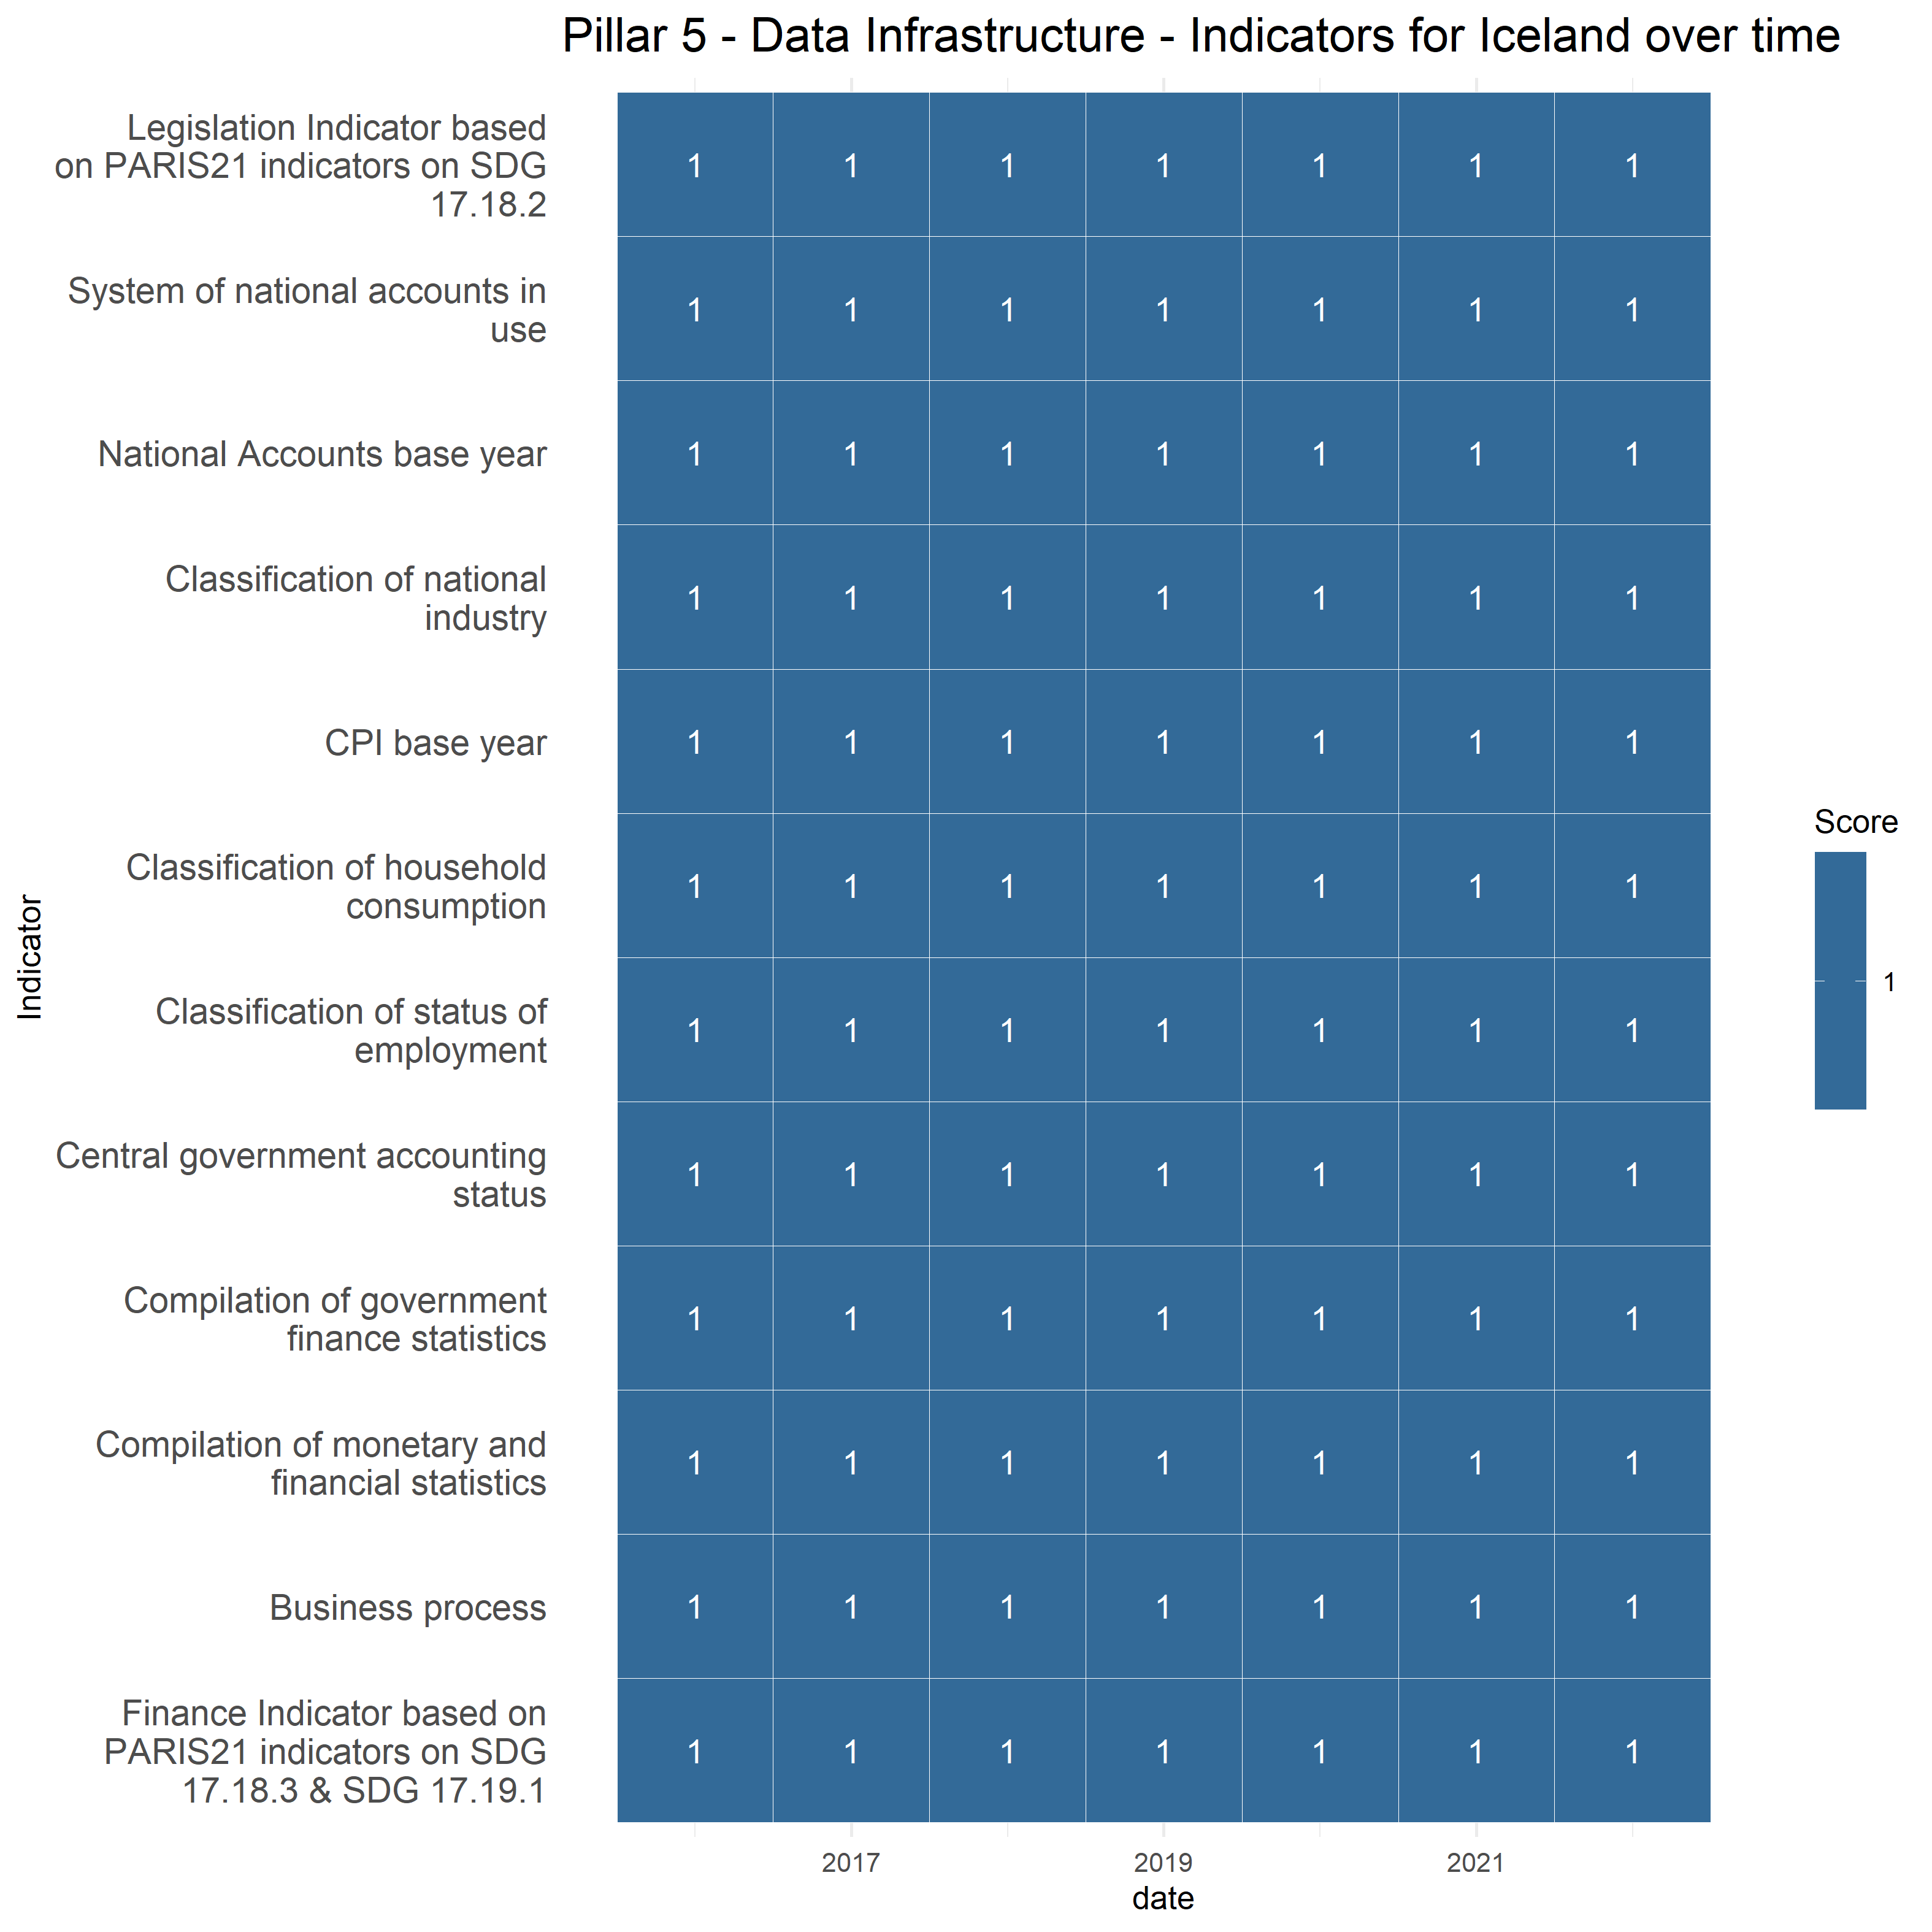 Pillar 5 - Data Infrastructure - Indicators for Iceland over time
Legislation Indicator based
on PARIS21 indicators on SDG
17.18.2
1 1 1 1 1 1 1
System of national accounts in
use
1 1 1 1 1 1 1
National Accounts base year
1 1 1 1 1 1 1
Classification of national
industry
1 1 1 1 1 1 1
CPI base year
1 1 1 1 1 1 1
Classification of household
consumption
1 1 1 1 1 1 1
Classification of status of
employment
1 1 1 1 1 1 1
Central government accounting
status
1 1 1 1 1 1 1
Compilation of government
finance statistics
1 1 1 1 1 1 1
Compilation of monetary and
financial statistics
1 1 1 1 1 1 1
Business process
1 1 1 1 1 1 1
Finance Indicator based on
PARIS21 indicators on SDG
17.18.3 & SDG 17.19.1
1 1 1 1 1 1 1
Indicator
2017 2019 2021
date
Score
1